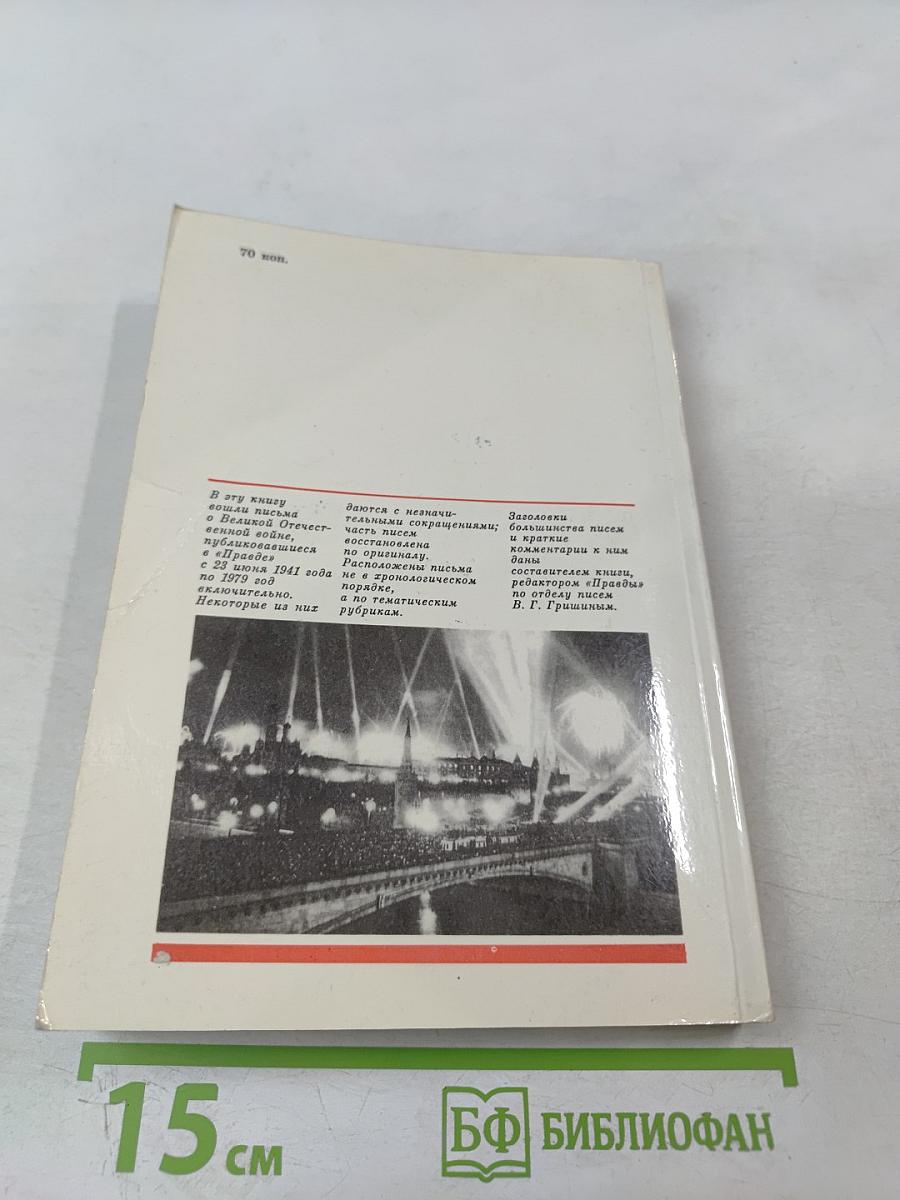 70 коп.
В эту книгу
вошли письма
о Великой Отечест-
венной войне,
публиковавшиеся
в «Правде»
с 23 июня 1941 года
по 1979 год
включительно.
Некоторые из них
даются с незначи-
тельными сокращениями;
часть писем
восстановлена
по оригиналу.
Расположены письма
не в хронологическом
порядке,
а по тематическим
рубрикам.
Заголовки
большинства писем
и краткие
комментарии к ним
даны
составителем книги,
редактором «Правды»
по отделу писем
В. Г. Гришиным.
15 см
БФ БИБЛИОФАН